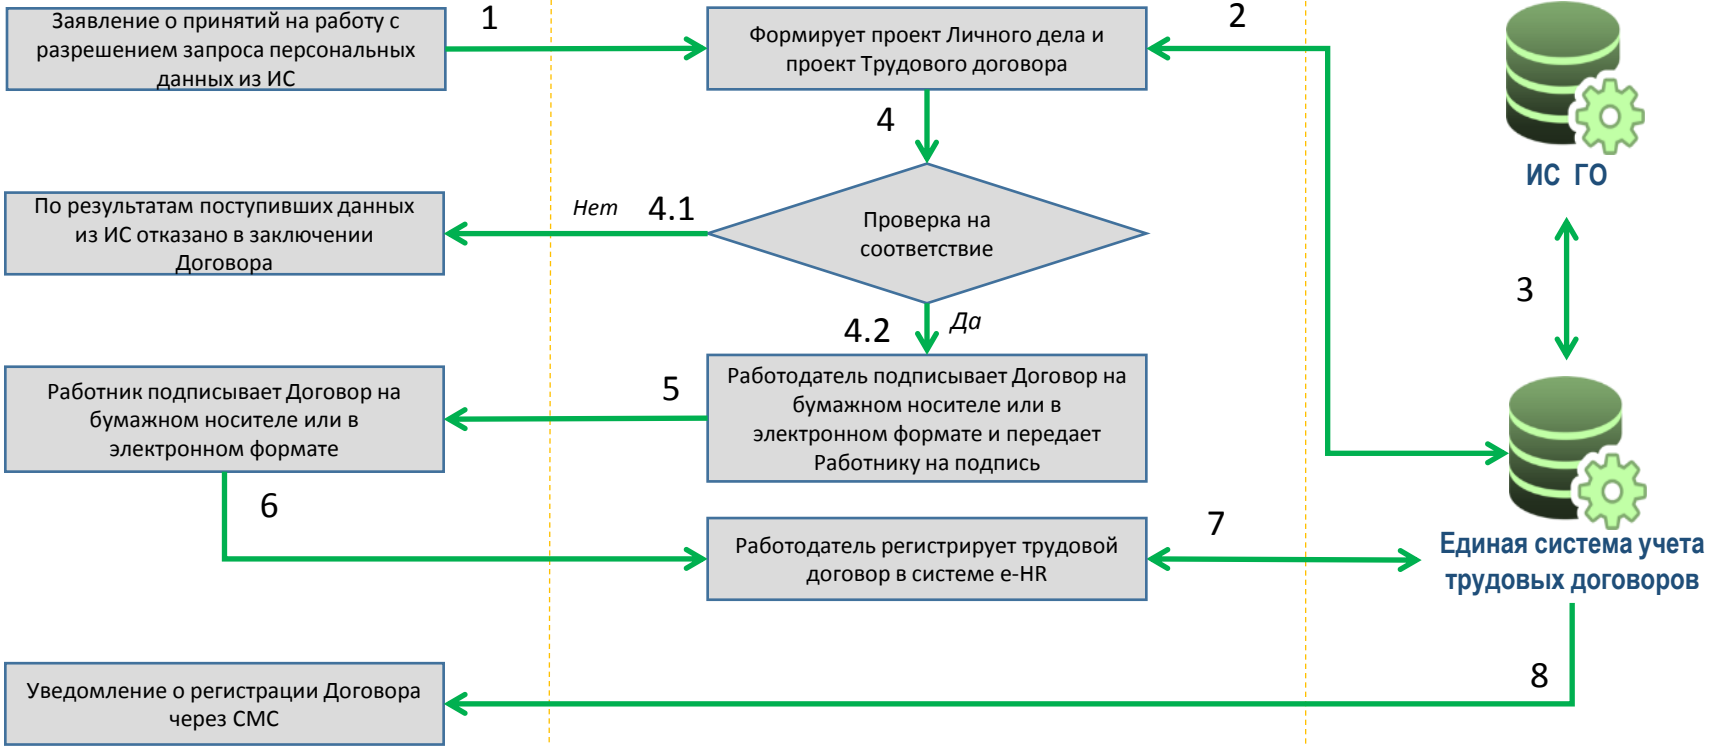 Заявление о принятий на работу с
разрешением запроса персональных
данных из ИС
1
Формирует проект Личного дела и
проект Трудового договора
2
ИС ГО
4
По результатам поступивших данных
из ИС отказано в заключении
Договора
Нет
4.1
Проверка на
соответствие
3
4.2
Да
Работник подписывает Договор на
бумажном носителе или в
электронном формате
5
Работодатель подписывает Договор на
бумажном носителе или в
электронном формате и передает
Работнику на подпись
6
Работодатель регистрирует трудовой
договор в системе e-HR
7
Единая система учета
трудовых договоров
Уведомление о регистрации Договора
через СМС
8